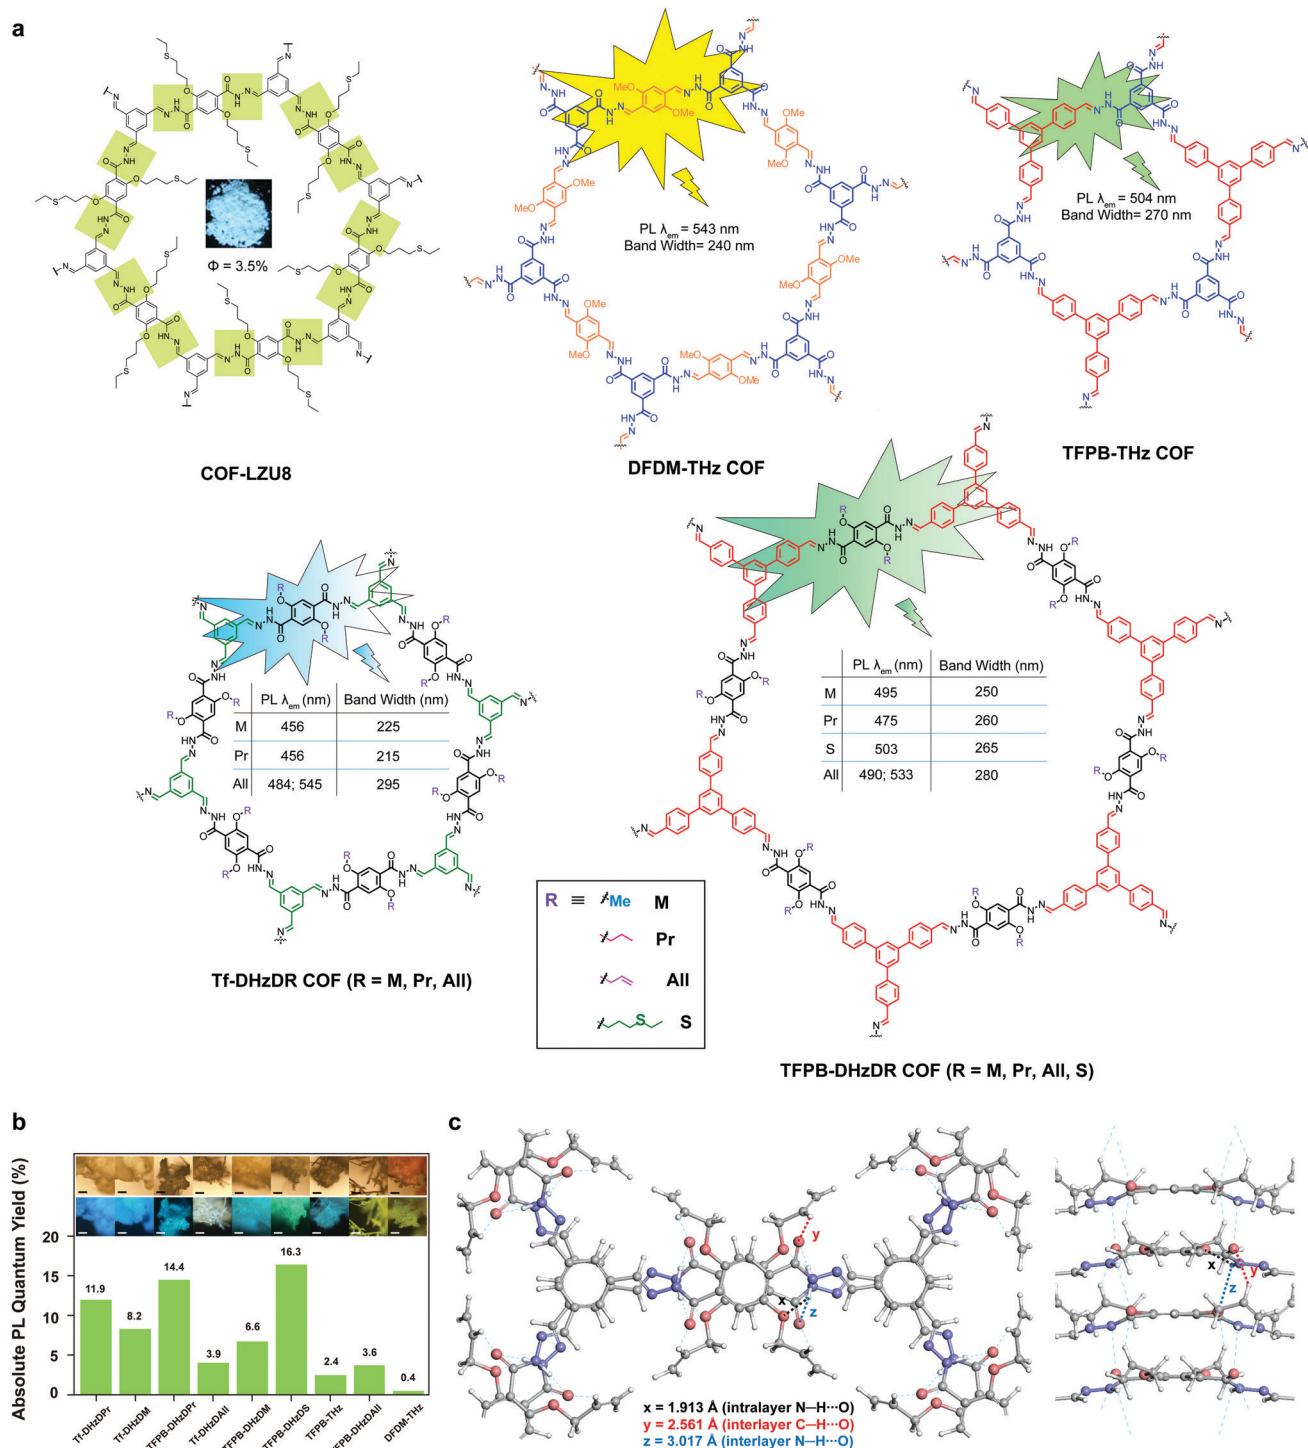 a
Φ = 3.5%
COF-LZU8
PL λem = 543 nm
Band Width= 240 nm
DFDM-THz COF
PL λem = 504 nm
Band Width= 270 nm
TFPB-THz COF
PL λem (nm) Band Width (nm)
M 456 225
Pr 456 215
All 484; 545 295
Tf-DHzDR COF (R = M, Pr, All)
PL λem (nm) Band Width (nm)
M 495 250
Pr 475 260
S 503 265
All 490; 533 280
TFPB-DHzDR COF (R = M, Pr, All, S)
R ≡ Me M
Pr
All
S S
b
Absolute PL Quantum Yield (%)
20
15
10
5
0
11.9
8.2
14.4
3.9
6.6
16.3
2.4
3.6
0.4
Tf-DHzDPr
Tf-DHzDM
TFPB-DHzDPr
Tf-DHzDAll
TFPB-DHzDM
TFPB-DHzDS
TFPB-THz
TFPB-DHzDAll
DFDM-THz
c
x
y
z
x = 1.913 Å (intralayer N—H···O)
y = 2.561 Å (interlayer C—H···O)
z = 3.017 Å (interlayer N—H···O)
x
y
z